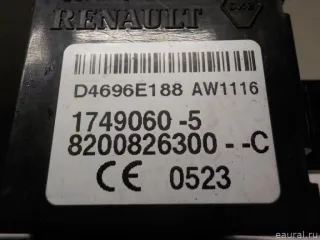 RENAULT
D4696E188 AW1116
1749060 -5
8200826300 --C
CE 0523
eaural.ru